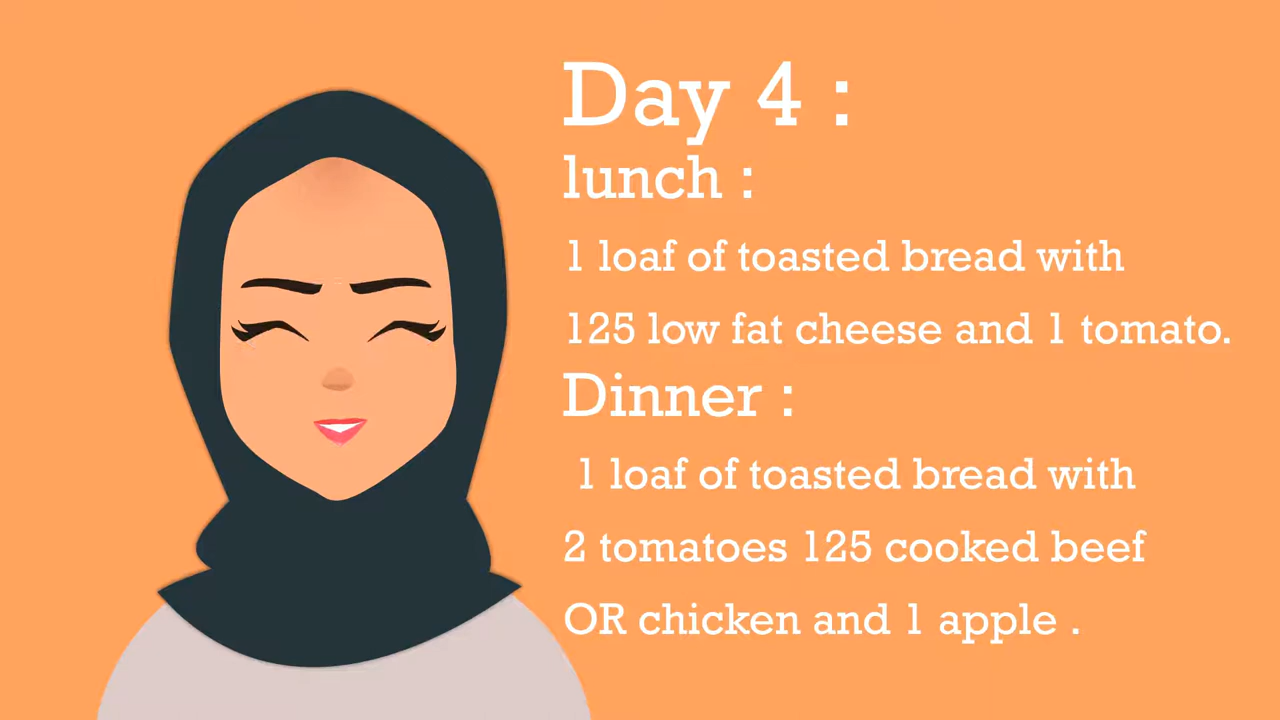 Day 4 :
lunch :
1 loaf of toasted bread with
125 low fat cheese and 1 tomato.
Dinner :
1 loaf of toasted bread with
2 tomatoes 125 cooked beef
OR chicken and 1 apple .